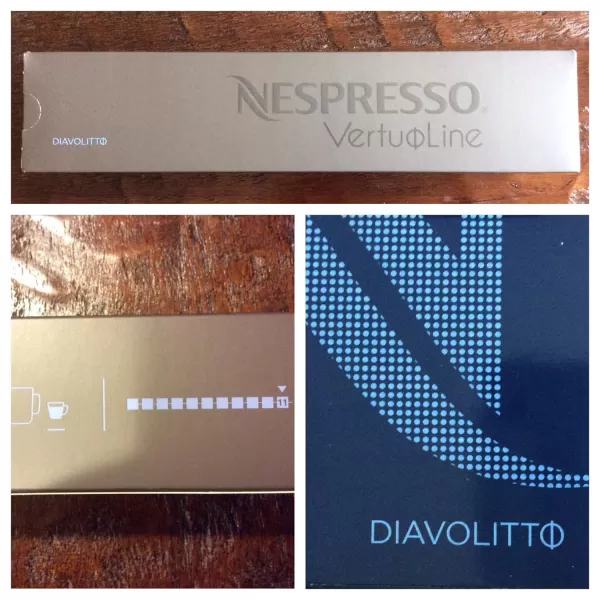 NESPRESSO®
VertuoLine
DIAVOLITTO
11
DIAVOLITTO